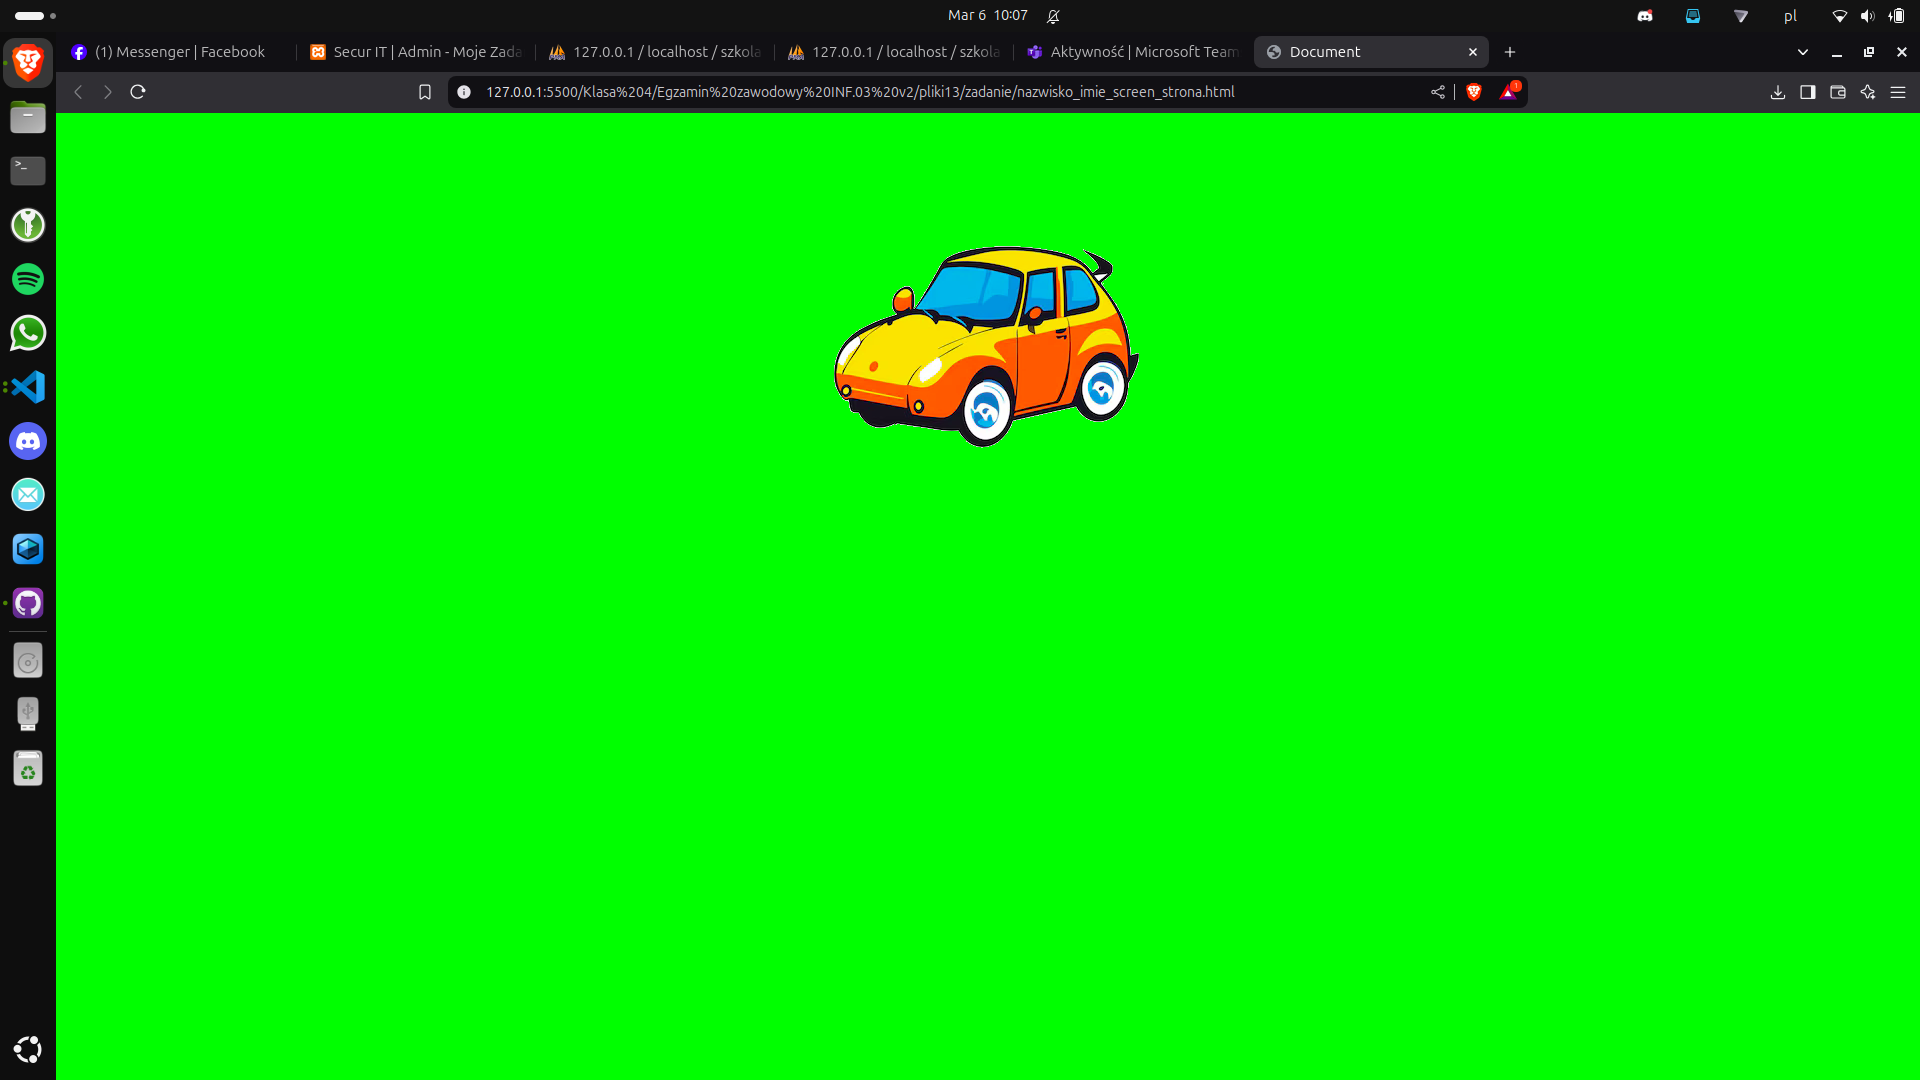 Mar 6 10:07
pl
(1) Messenger | Facebook
Secur IT | Admin - Moje Zada
127.0.0.1 / localhost / szkola
127.0.0.1 / localhost / szkola
Aktywność | Microsoft Team
Document
127.0.0.1:5500/Klasa%204/Egzamin%20zawodowy%20INF.03%20v2/pliki13/zadanie/nazwisko_imie_screen_strona.html
1
>_